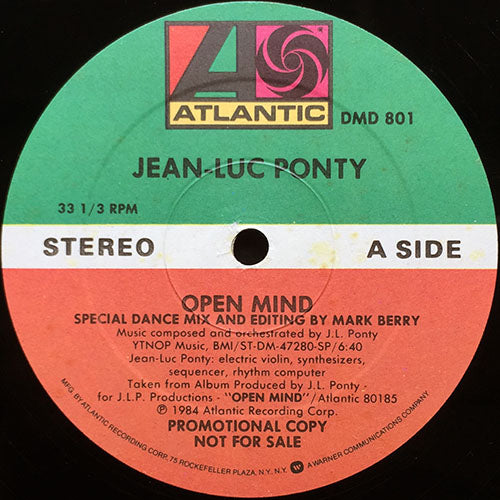 ATLANTIC
DMD 801
JEAN-LUC PONTY
33 1/3 RPM
STEREO
A SIDE
OPEN MIND
SPECIAL DANCE MIX AND EDITING BY MARK BERRY
Music composed and orchestrated by J.L. Ponty
YTNOP Music, BMI/ST-DM-47280-SP/6:40
Jean-Luc Ponty: electric violin, synthesizers,
sequencer, rhythm computer
Taken from Album Produced by J.L. Ponty -
for J.L.P. Productions - "OPEN MIND"/Atlantic 80185
℗ 1984 Atlantic Recording Corp.
PROMOTIONAL COPY
NOT FOR SALE
MFG. BY ATLANTIC RECORDING CORP. 75 ROCKEFELLER PLAZA, N.Y. N.Y. A WARNER COMMUNICATIONS COMPANY